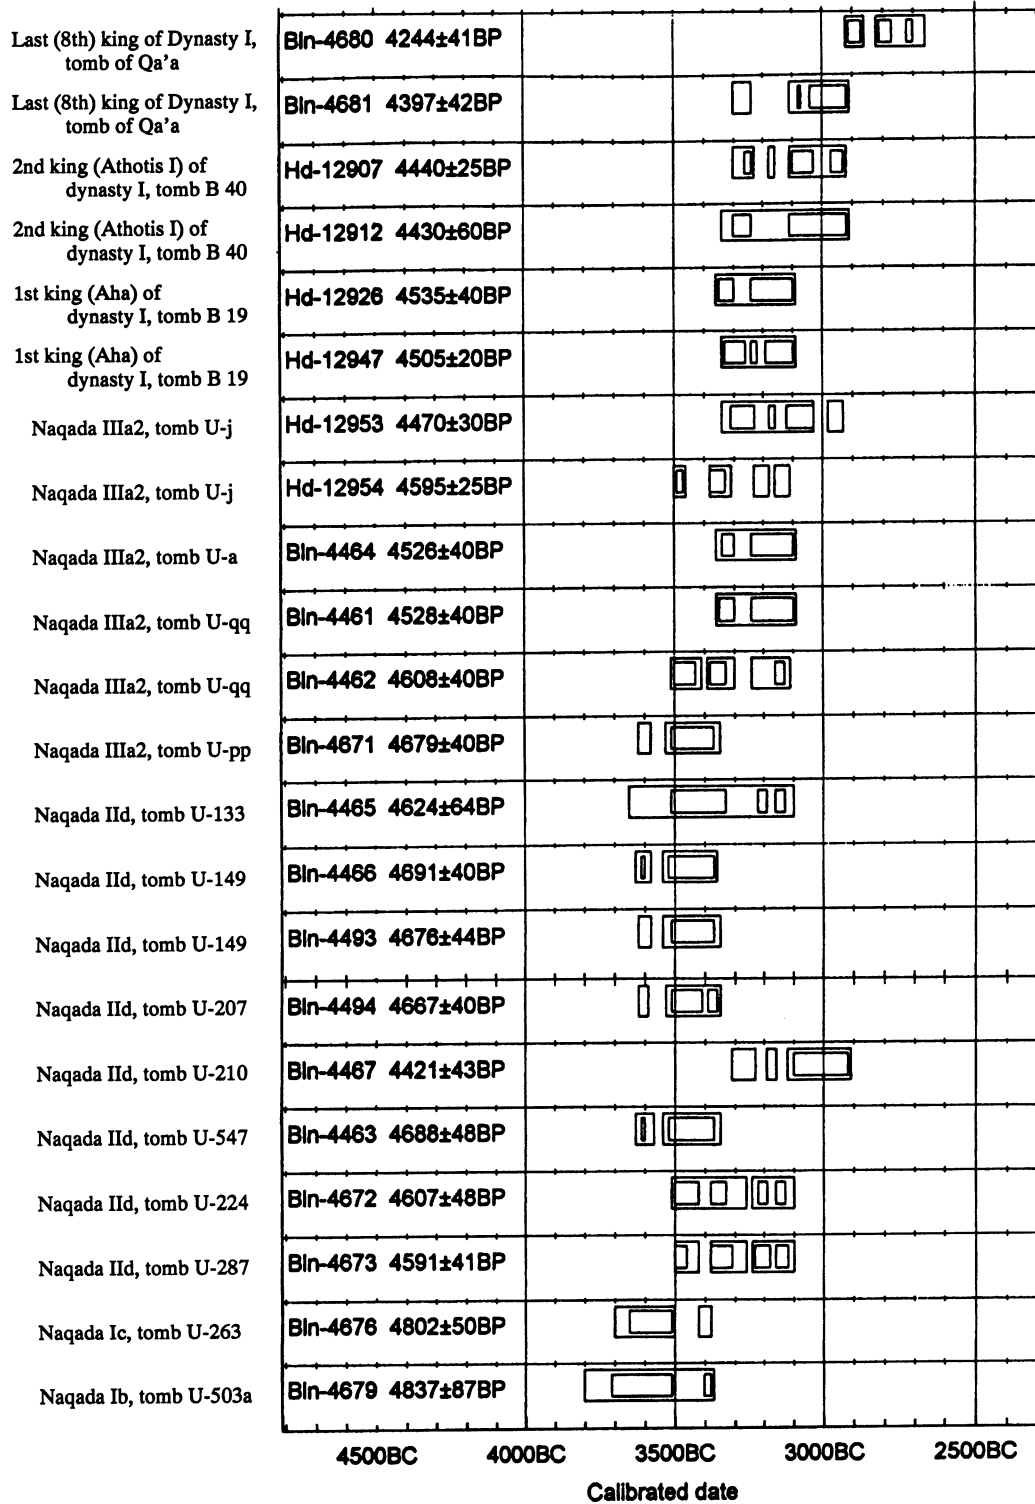 Last (8th) king of Dynasty I, Bln-4680 4244±41BP
tomb of Qa'a
Last (8th) king of Dynasty I, Bln-4681 4397±42BP
tomb of Qa'a
2nd king (Athotis I) of Hd-12907 4440±25BP
dynasty I, tomb B 40
2nd king (Athotis I) of Hd-12912 4430±60BP
dynasty I, tomb B 40
1st king (Aha) of Hd-12926 4535±40BP
dynasty I, tomb B 19
1st king (Aha) of Hd-12947 4505±20BP
dynasty I, tomb B 19
Naqada IIIa2, tomb U-j Hd-12953 4470±30BP
Naqada IIIa2, tomb U-j Hd-12954 4595±25BP
Naqada IIIa2, tomb U-a Bln-4464 4526±40BP
Naqada IIIa2, tomb U-qq Bln-4461 4528±40BP
Naqada IIIa2, tomb U-qq Bln-4462 4608±40BP
Naqada IIIa2, tomb U-pp Bln-4671 4679±40BP
Naqada IId, tomb U-133 Bln-4465 4624±64BP
Naqada IId, tomb U-149 Bln-4466 4691±40BP
Naqada IId, tomb U-149 Bln-4493 4676±44BP
Naqada IId, tomb U-207 Bln-4494 4667±40BP
Naqada IId, tomb U-210 Bln-4467 4421±43BP
Naqada IId, tomb U-547 Bln-4463 4688±48BP
Naqada IId, tomb U-224 Bln-4672 4607±48BP
Naqada IId, tomb U-287 Bln-4673 4591±41BP
Naqada Ic, tomb U-263 Bln-4676 4802±50BP
Naqada Ib, tomb U-503a Bln-4679 4837±87BP
4500BC 4000BC 3500BC 3000BC 2500BC
Calibrated date